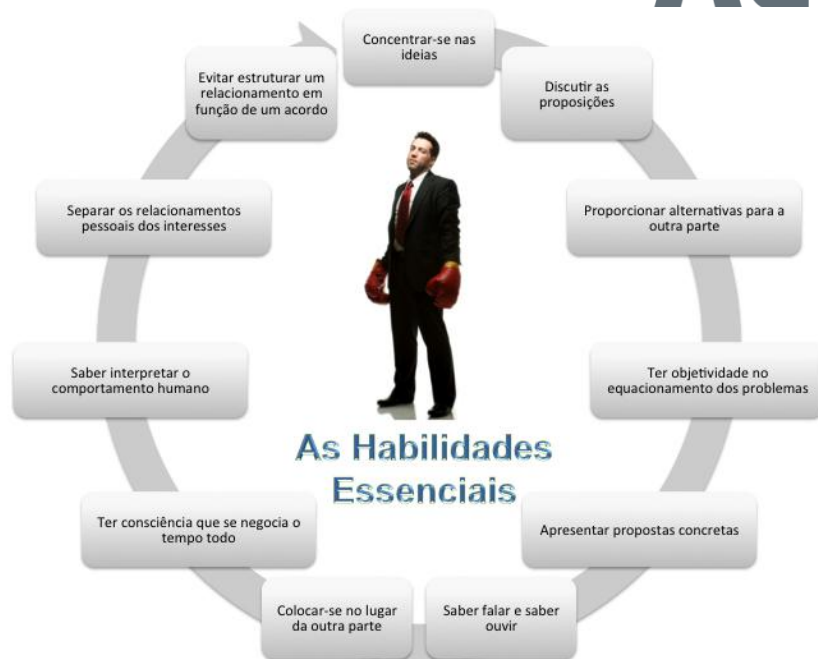 Concentrar-se nas
ideias
Discutir as
proposições
Proporcionar alternativas para a
outra parte
Ter objetividade no
equacionamento dos problemas
Apresentar propostas concretas
Saber falar e saber
ouvir
Colocar-se no lugar
da outra parte
Ter consciência que se negocia o
tempo todo
Saber interpretar o
comportamento humano
Separar os relacionamentos
pessoais dos interesses
Evitar estruturar um
relacionamento em
função de um acordo
As Habilidades
Essenciais